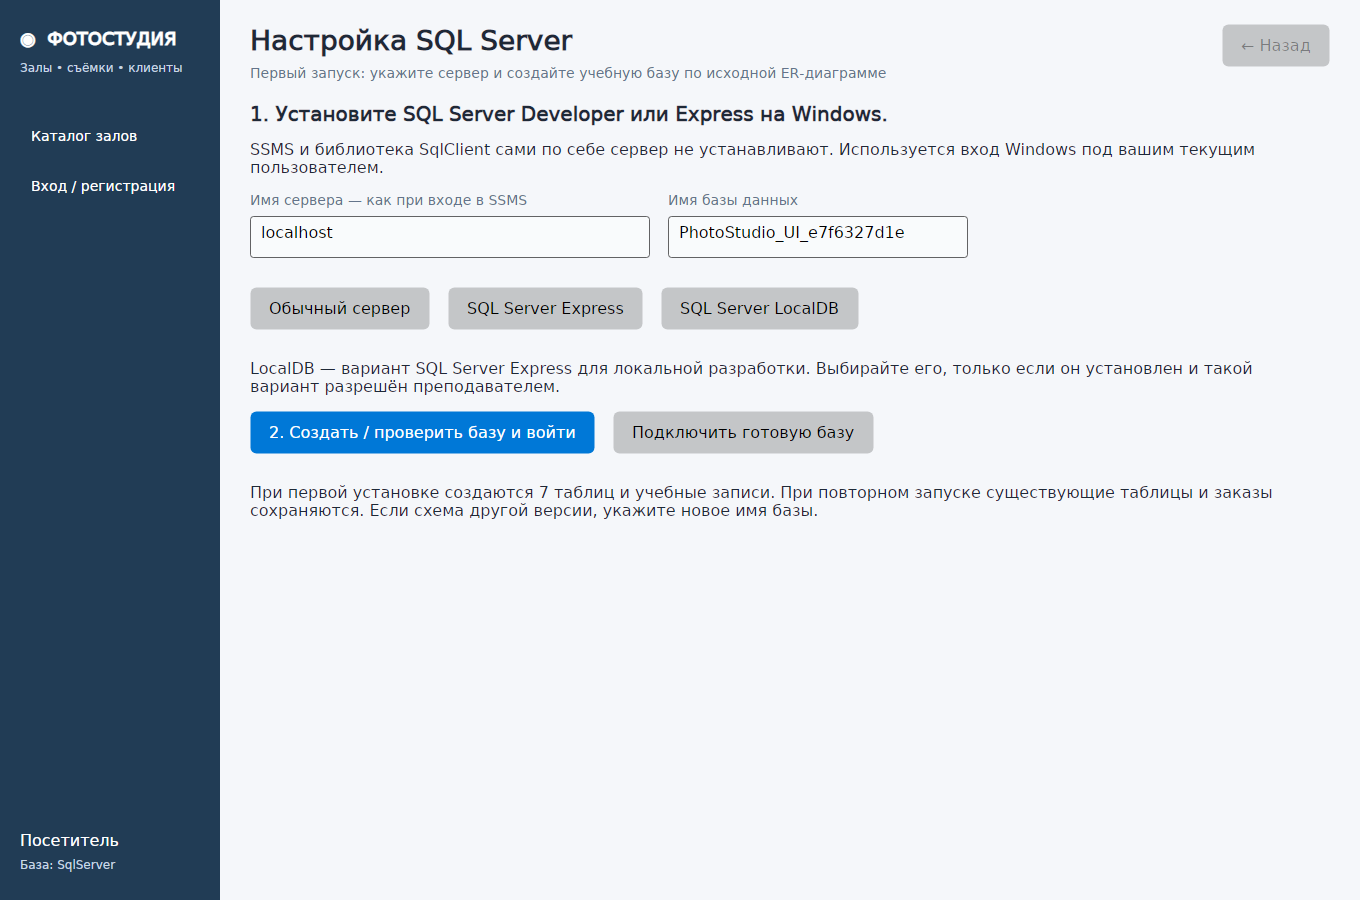 ◉ ФОТОСТУДИЯ
Залы • съёмки • клиенты
Каталог залов
Вход / регистрация
Посетитель
База: SqlServer
Настройка SQL Server
← Назад
Первый запуск: укажите сервер и создайте учебную базу по исходной ER-диаграмме
1. Установите SQL Server Developer или Express на Windows.
SSMS и библиотека SqlClient сами по себе сервер не устанавливают. Используется вход Windows под вашим текущим
пользователем.
Имя сервера — как при входе в SSMS
Имя базы данных
localhost
PhotoStudio_UI_e7f6327d1e
Обычный сервер
SQL Server Express
SQL Server LocalDB
LocalDB — вариант SQL Server Express для локальной разработки. Выбирайте его, только если он установлен и такой
вариант разрешён преподавателем.
2. Создать / проверить базу и войти
Подключить готовую базу
При первой установке создаются 7 таблиц и учебные записи. При повторном запуске существующие таблицы и заказы
сохраняются. Если схема другой версии, укажите новое имя базы.